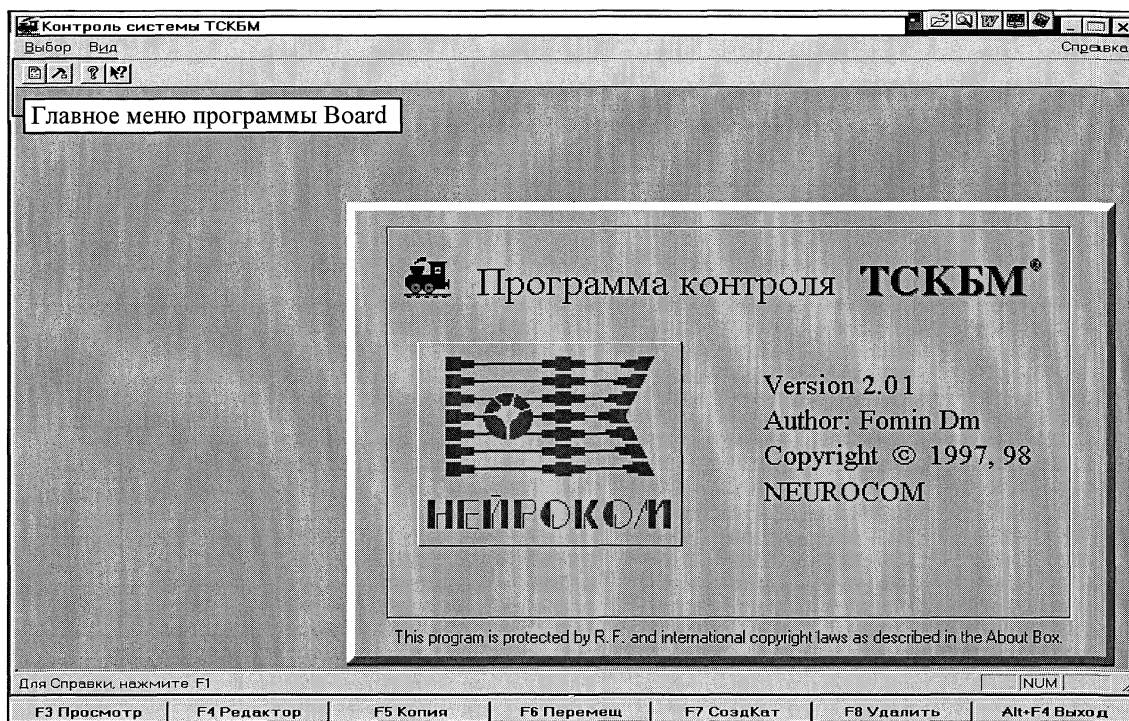 Контроль системы ТСКБМ
Выбор Вид Справка
Главное меню программы Board
Программа контроля ТСКБМ®
Version 2.01
Author: Fomin Dm
Copyright © 1997, 98
NEUROCOM
НЕЙРОКОМ
This program is protected by R. F. and international copyright laws as described in the About Box.
Для Справки, нажмите F1 NUM
F3 Просмотр F4 Редактор F5 Копия F6 Перемещ F7 СоздКат F8 Удалить Alt+F4 Выход